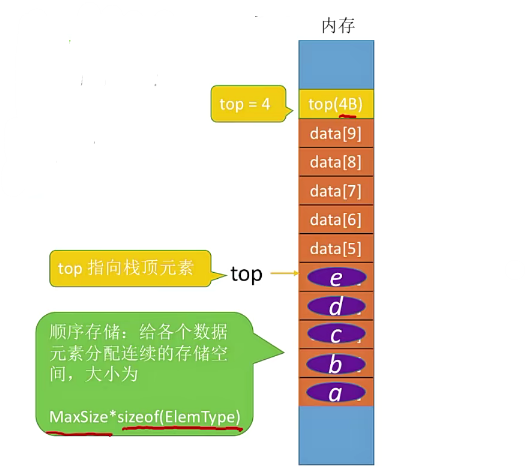 内存
top = 4
top(4B)
data[9]
data[8]
data[7]
data[6]
data[5]
top 指向栈顶元素
top
e
d
c
b
a
顺序存储：给各个数据
元素分配连续的存储空
间，大小为
MaxSize*sizeof(ElemType)